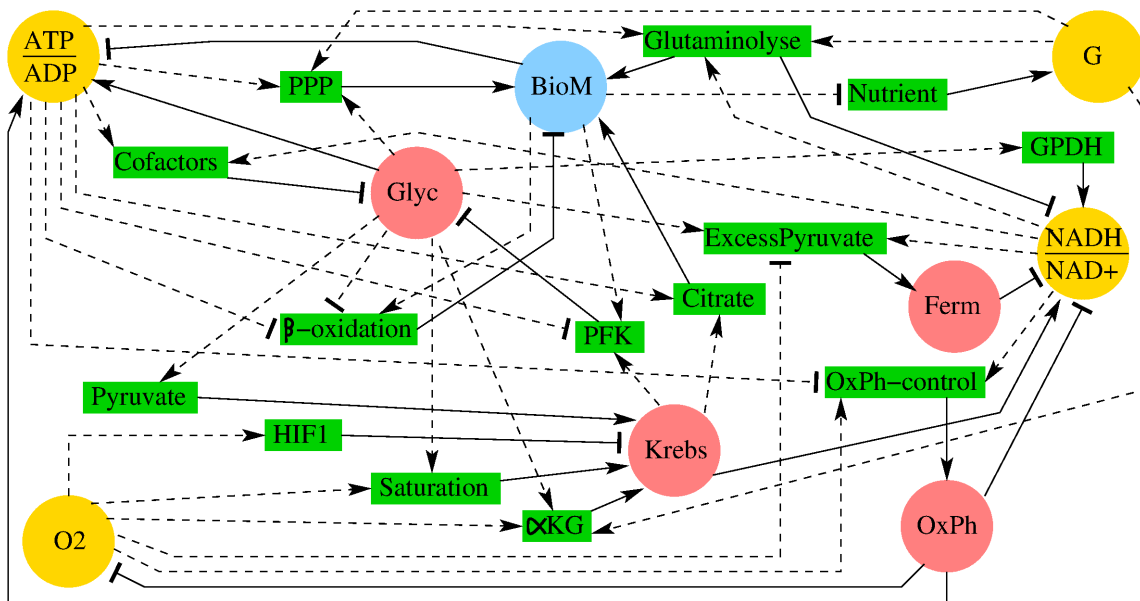 ATP
ADP
Glutaminolyse
G
PPP
BioM
Nutrient
Cofactors
GPDH
Glyc
ExcessPyruvate
NADH
NAD+
Citrate
Ferm
β-oxidation
PFK
OxPh-control
Pyruvate
HIF1
Krebs
Saturation
αKG
OxPh
O2